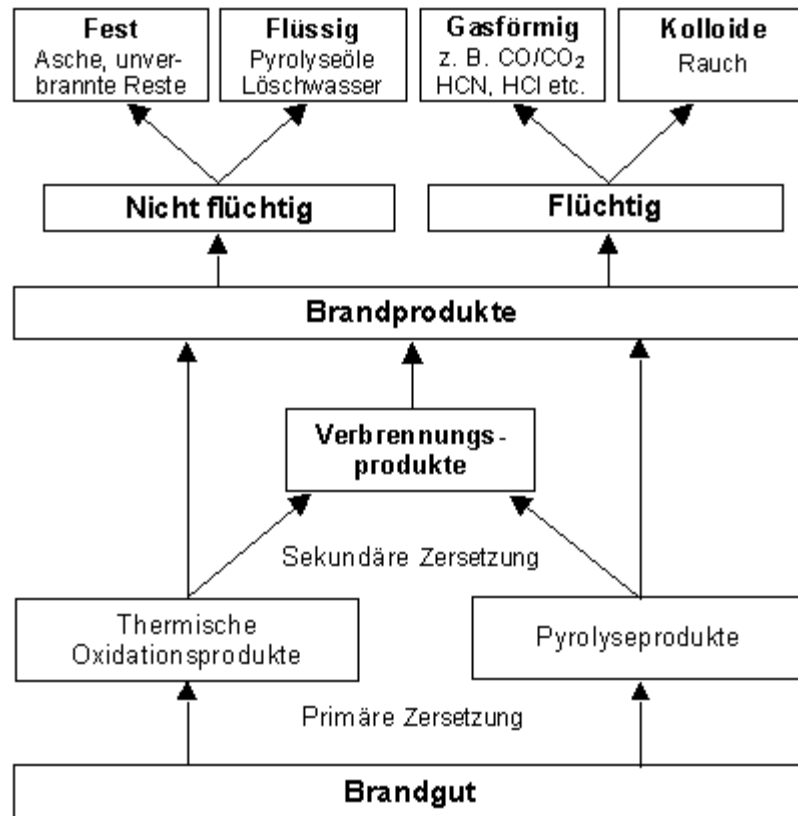 Fest
Asche, unver-
brannte Reste
Flüssig
Pyrolyseöle
Löschwasser
Gasförmig
z. B. CO/CO₂
HCN, HCl etc.
Kolloide
Rauch
Nicht flüchtig
Flüchtig
Brandprodukte
Verbrennungs-
produkte
Sekundäre Zersetzung
Thermische
Oxidationsprodukte
Pyrolyseprodukte
Primäre Zersetzung
Brandgut